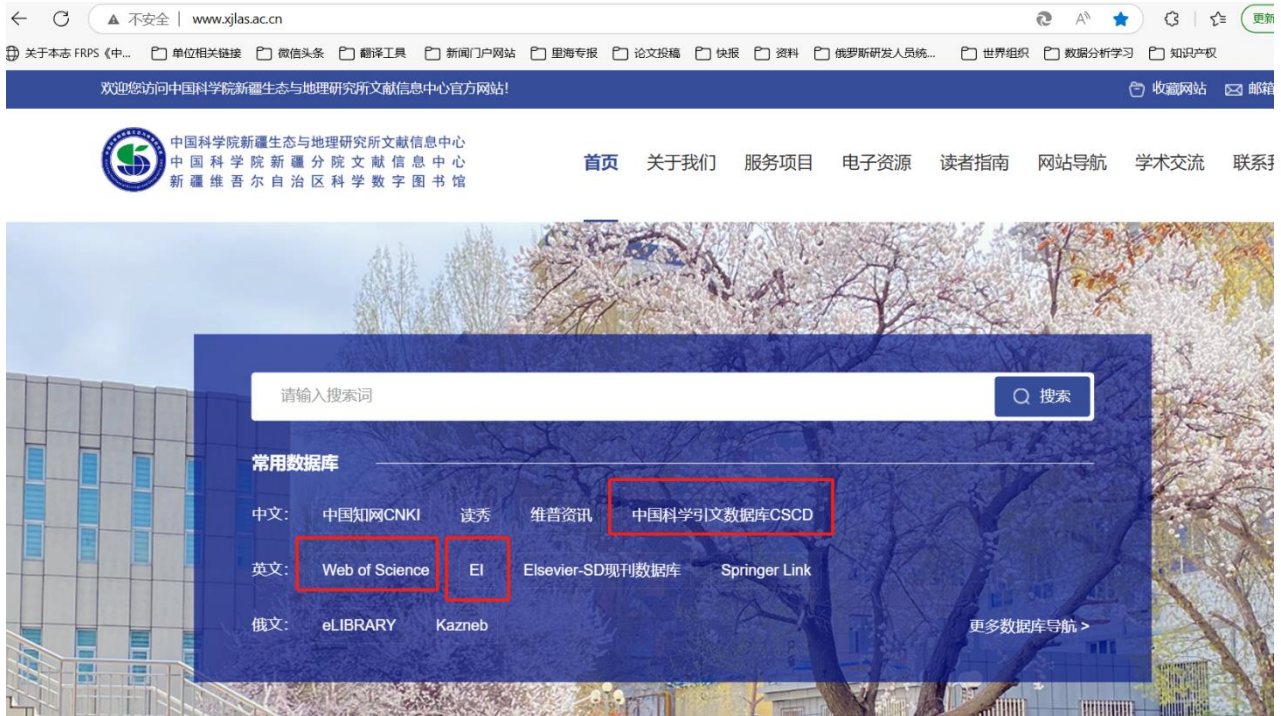 不安全 www.xjlas.ac.cn 更新
关于本志 FRPS《中... 单位相关链接 微信头条 翻译工具 新闻门户网站 里海专报 论文投稿 快报 资料 俄罗斯研发人员统... 世界组织 数据分析学习 知识产权
欢迎您访问中国科学院新疆生态与地理研究所文献信息中心官方网站! 收藏网站 邮箱
中国科学院新疆生态与地理研究所文献信息中心
中国科学院新疆分院文献信息中心
新疆维吾尔自治区科学数字图书馆
首页 关于我们 服务项目 电子资源 读者指南 网站导航 学术交流 联系
请输入搜索词 搜索
常用数据库
中文: 中国知网CNKI 读秀 维普资讯 中国科学引文数据库CSCD
英文: Web of Science EI Elsevier-SD现刊数据库 Springer Link
俄文: eLIBRARY Kazneb 更多数据库导航 >